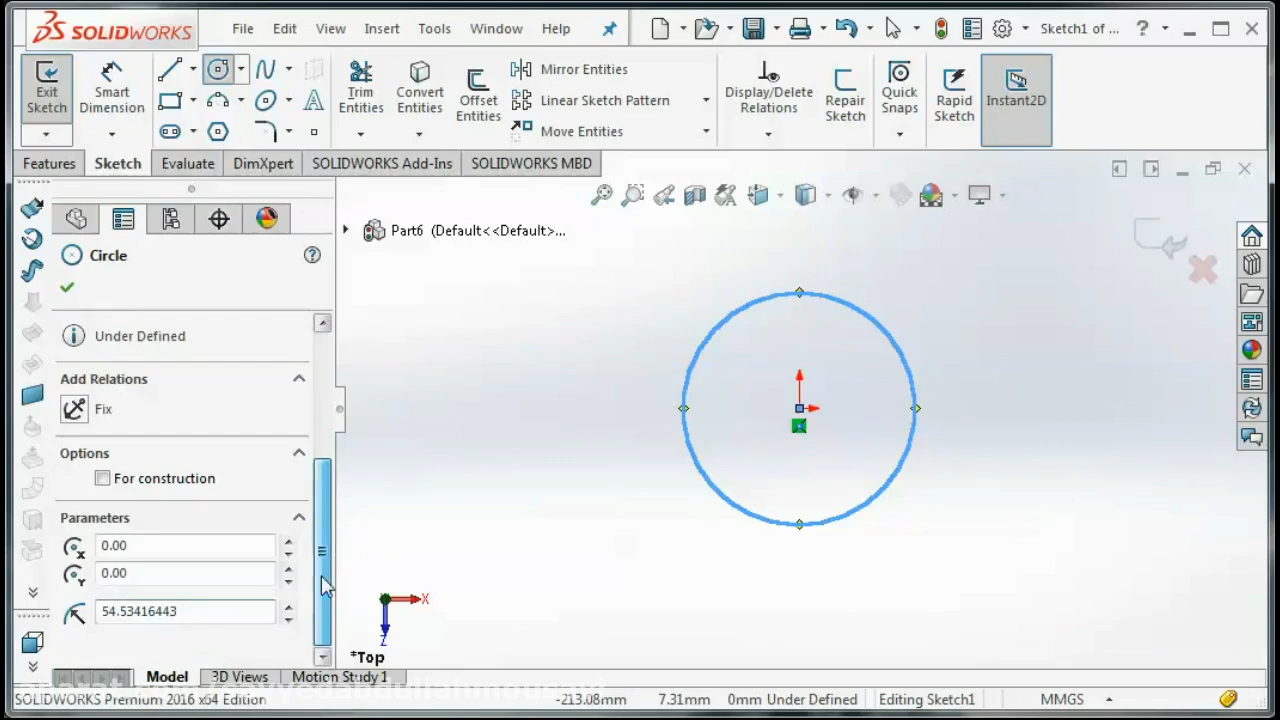 SOLIDWORKS File Edit View Insert Tools Window Help Sketch1 of ... ?
Exit Sketch
Smart Dimension
Trim Entities
Convert Entities
Offset Entities
Mirror Entities
Linear Sketch Pattern
Move Entities
Display/Delete Relations
Repair Sketch
Quick Snaps
Rapid Sketch
Instant2D
Features Sketch Evaluate DimXpert SOLIDWORKS Add-Ins SOLIDWORKS MBD
Part6 (Default<<Default>...
Circle ?
Under Defined
Add Relations
Fix
Options
For construction
Parameters
0.00
0.00
54.53416443
X
Z
*Top
Model 3D Views Motion Study 1
SOLIDWORKS Premium 2016 x64 Edition -213.08mm 7.31mm 0mm Under Defined Editing Sketch1 MMGS